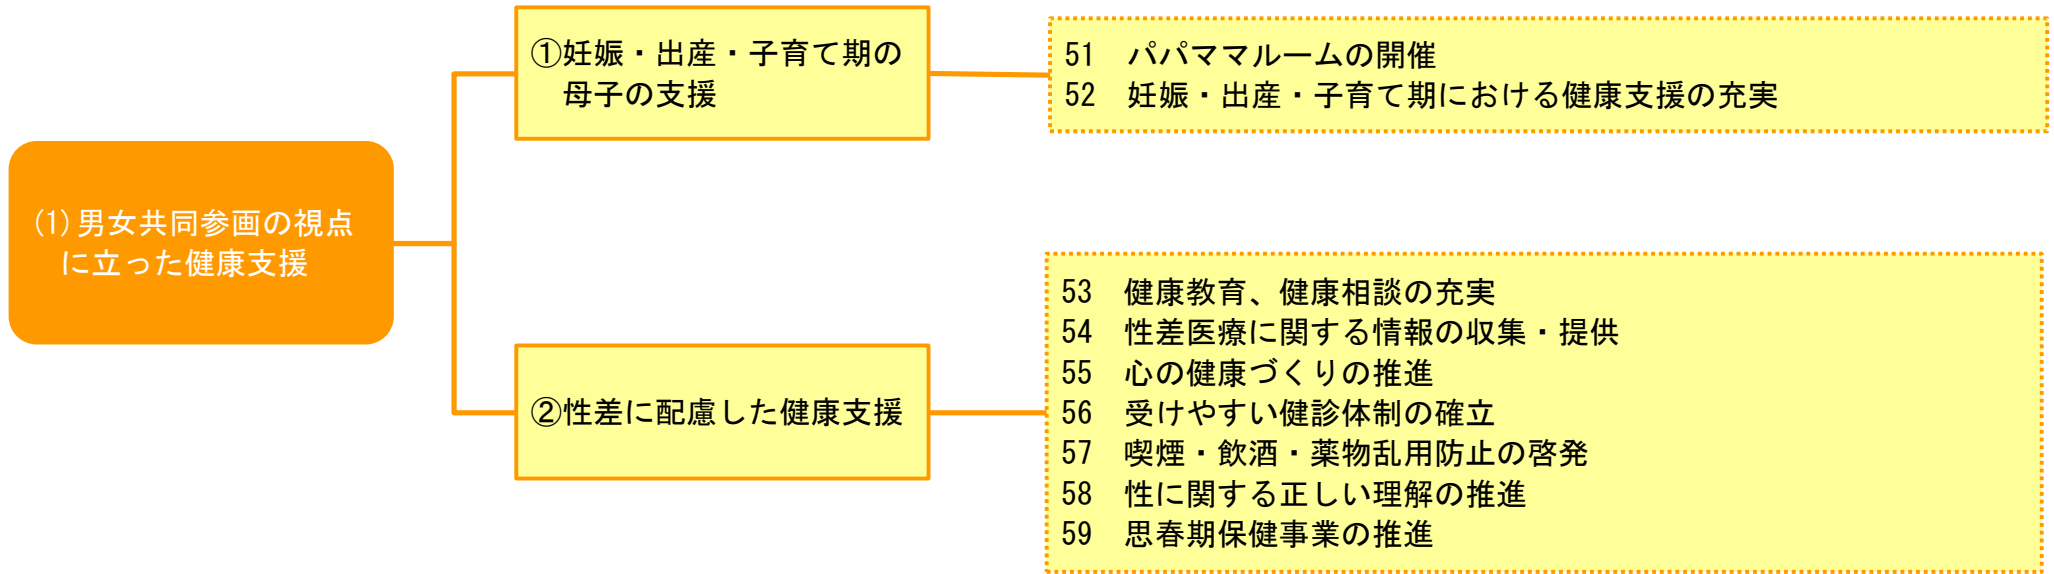 (1)男女共同参画の視点
に立った健康支援
①妊娠・出産・子育て期の
母子の支援
51 パパママルームの開催
52 妊娠・出産・子育て期における健康支援の充実
②性差に配慮した健康支援
53 健康教育、健康相談の充実
54 性差医療に関する情報の収集・提供
55 心の健康づくりの推進
56 受けやすい健診体制の確立
57 喫煙・飲酒・薬物乱用防止の啓発
58 性に関する正しい理解の推進
59 思春期保健事業の推進